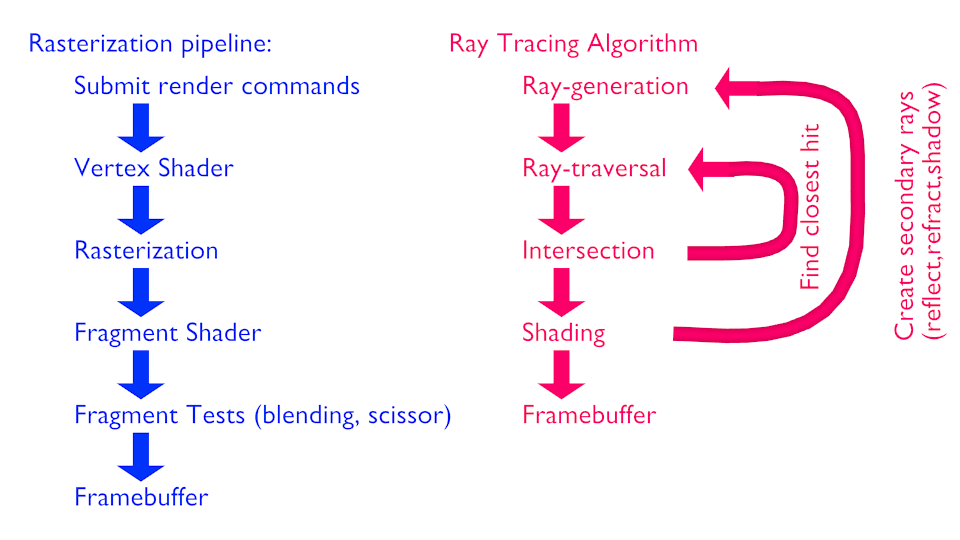 Rasterization pipeline:
Submit render commands
Vertex Shader
Rasterization
Fragment Shader
Fragment Tests (blending, scissor)
Framebuffer
Ray Tracing Algorithm
Ray-generation
Ray-traversal
Intersection
Shading
Framebuffer
Find closest hit
Create secondary rays
(reflect,refract,shadow)